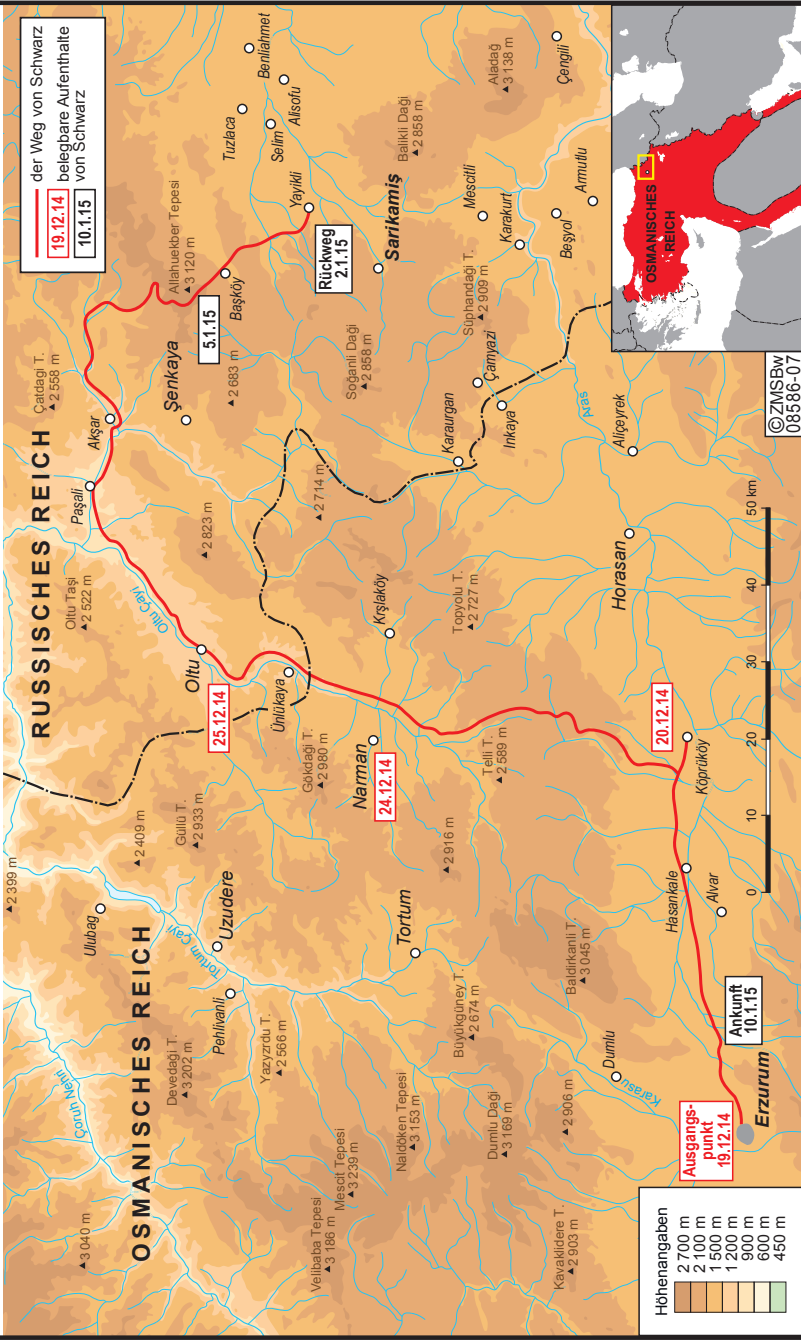 der Weg von Schwarz
19.12.14
10.1.15
belegbare Aufenthalte
von Schwarz
OSMANISCHES REICH
RUSSISCHES REICH
Çoruh Nehri
▲3 040 m
▲2 399 m
Ulubag
▲2 409 m
Güllü T.
▲2 933 m
Devedaği T.
▲3 202 m
Tortum Çayi
Uzudere
Pehlivanli
Yazyzrdu T.
▲2 566 m
Velibaba Tepesi
▲3 186 m
Mescit Tepesi
▲3 239 m
Naldöken Tepesi
▲3 153 m
Büyükgüney T.
▲2 674 m
Tortum
▲2 916 m
Dumlu Daği
▲3 169 m
Baldirkanli T.
▲3 045 m
Kavaklidere T.
▲2 903 m
▲2 906 m
Dumlu
Karasu
Ausgangs-
punkt
19.12.14
Erzurum
Ankunft
10.1.15
Hasankale
Alvar
20.12.14
Köprüköy
Telli T.
▲2 589 m
Gökdaği T.
▲2 980 m
Narman
24.12.14
Ünlükaya
25.12.14
Oltu
Oltu Çayi
Oltu Taşi
▲2 522 m
Paşali
Akşar
Çatdagi T.
▲2 558 m
▲2 823 m
Şenkaya
▲2 683 m
▲2 714 m
Krşlaköy
Topyolu T.
▲2 727 m
Horasan
Aliçeyrek
Aras
Karaurgan
Inkaya
Çamyazi
Soğanli Daği
▲2 858 m
Süphandaği T.
▲2 909 m
Allahuekber Tepesi
▲3 120 m
5.1.15
Başköy
Rückweg
2.1.15
Yayikli
Sarikamiş
Tuzlaca
Selim
Benliahmet
Alisofu
Balikli Daği
▲2 858 m
Aladağ
▲3 138 m
Mescitli
Karakurt
Beşyol
Armutlu
Çengili
Höhenangaben
2 700 m
2 100 m
1 500 m
1 200 m
900 m
600 m
450 m
0 10 20 30 40 50 km
©ZMSBw
08586-07
OSMANISCHES
REICH